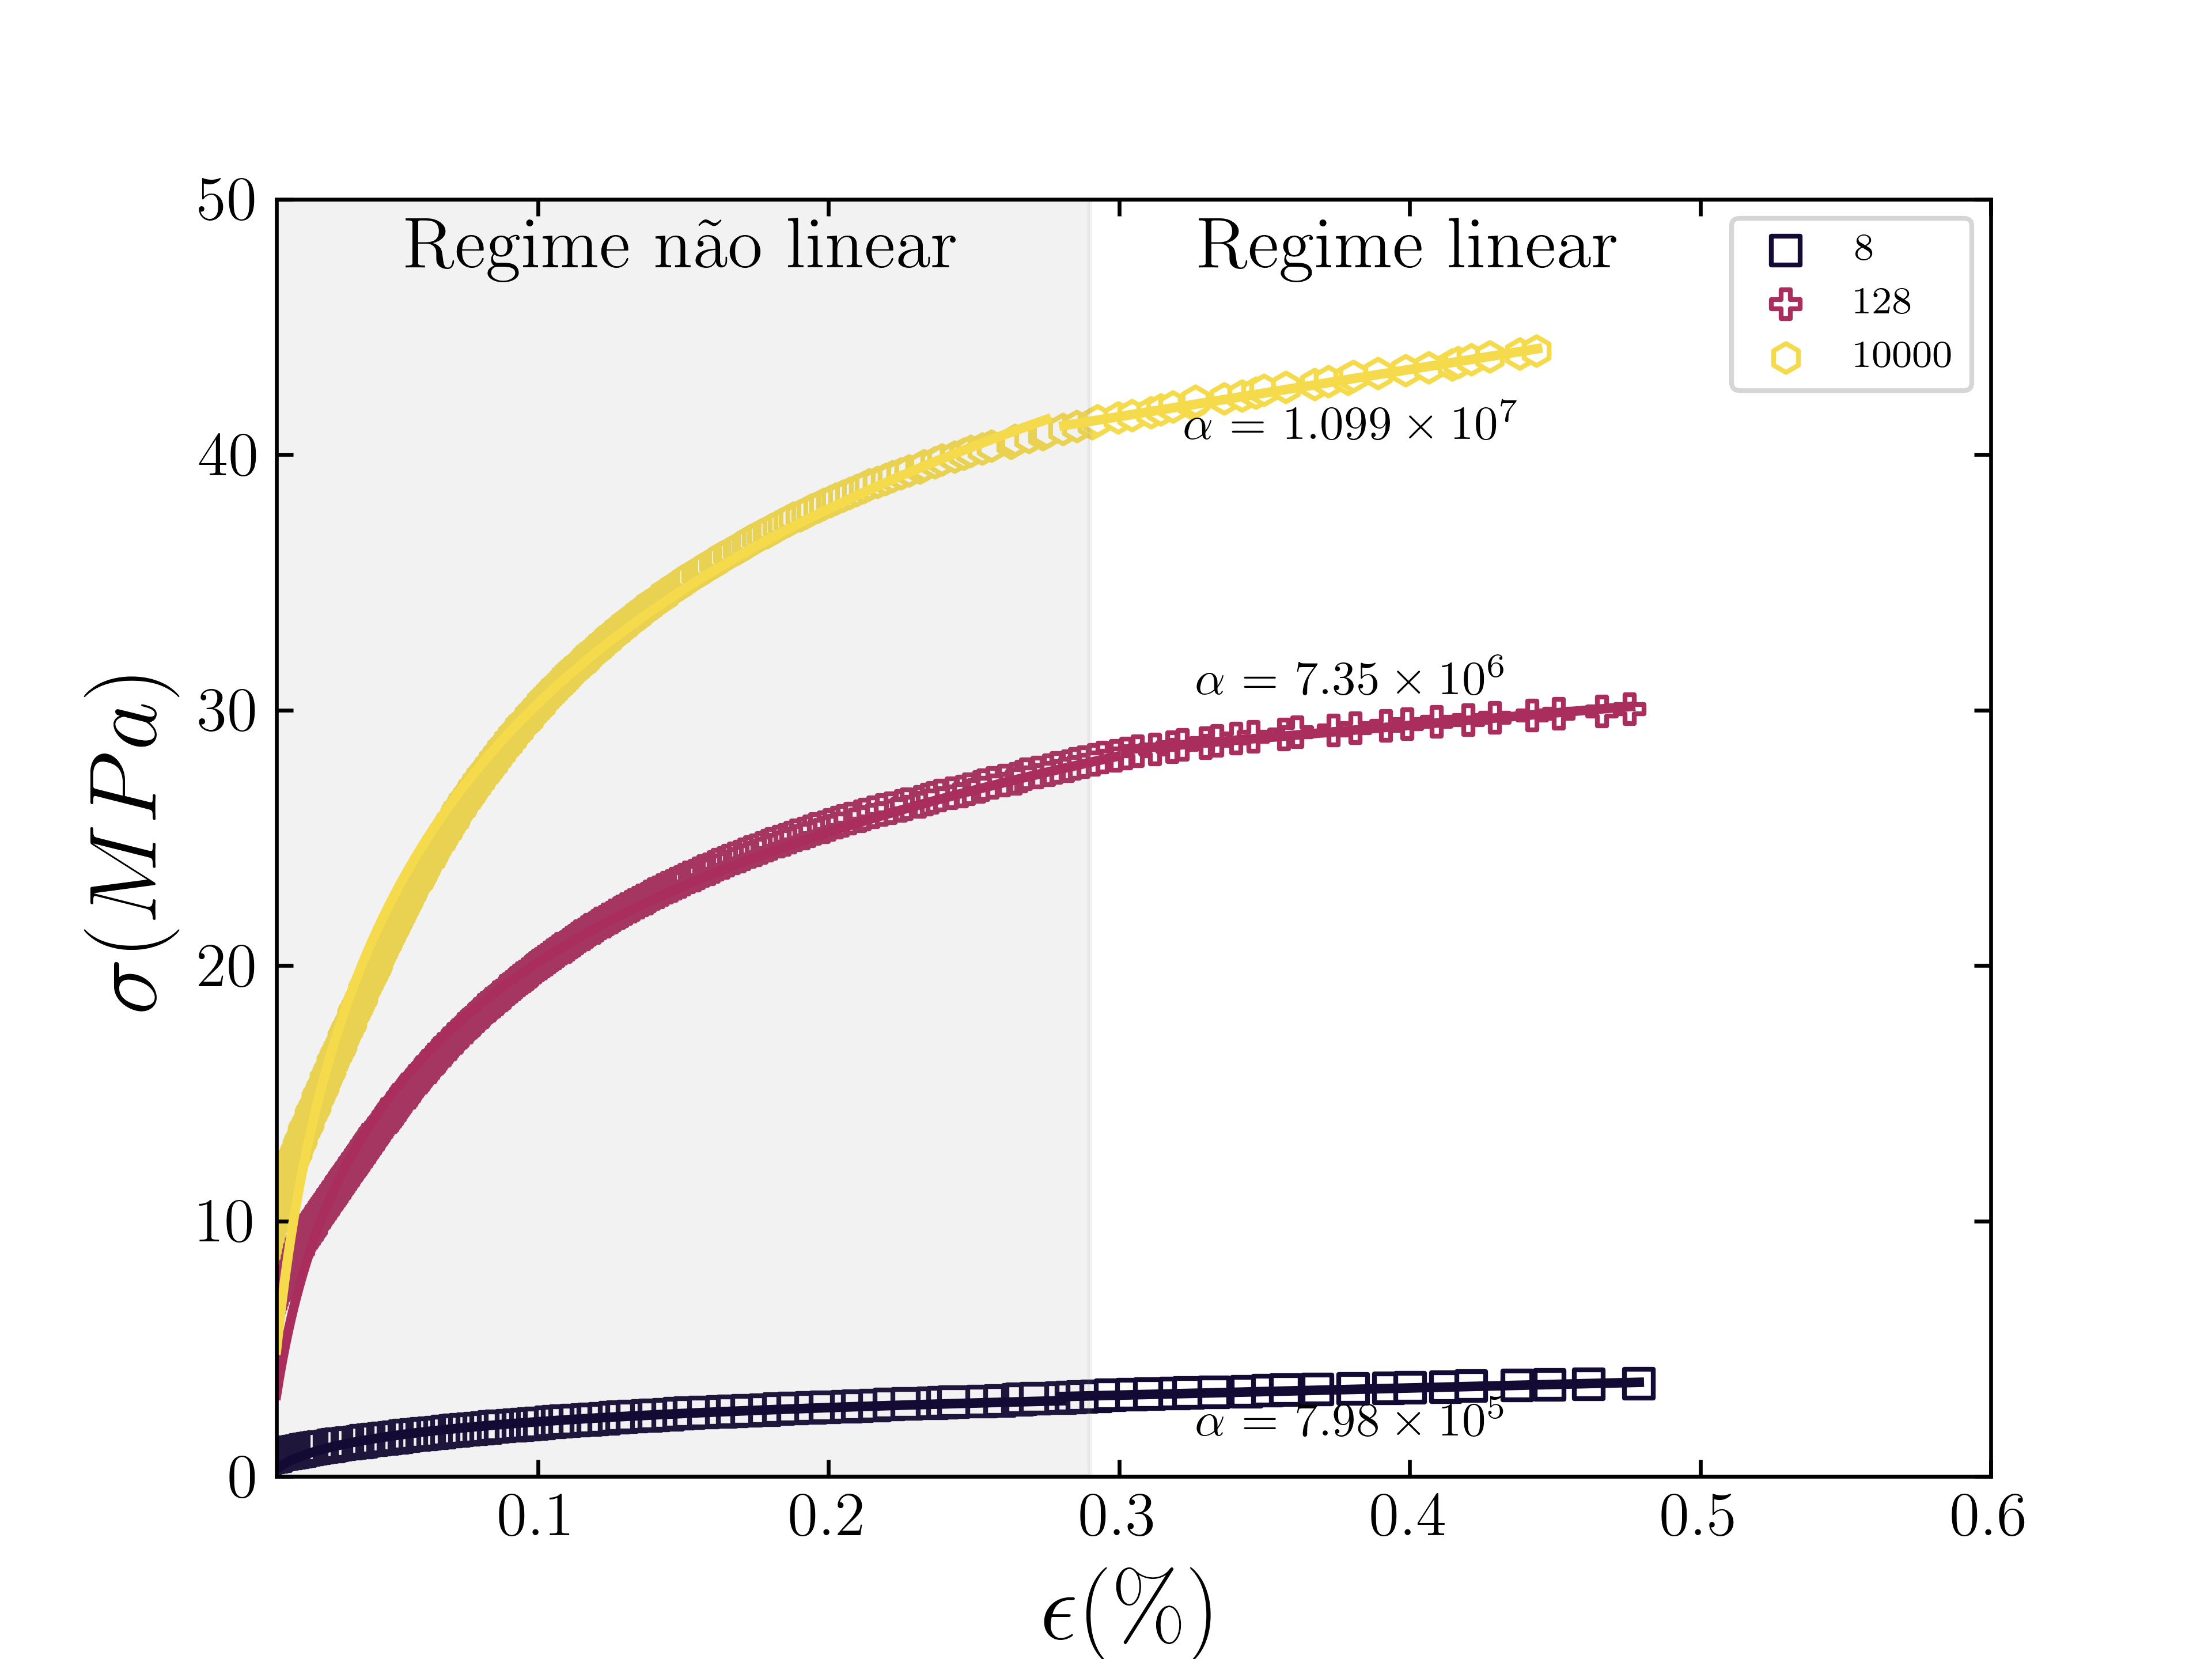 Regime não linear
Regime linear
8
128
10000
α = 1.099 × 10⁷
α = 7.35 × 10⁶
α = 7.98 × 10⁵
50
40
30
20
10
0
0.1 0.2 0.3 0.4 0.5 0.6
σ(MPa)
ϵ(%)